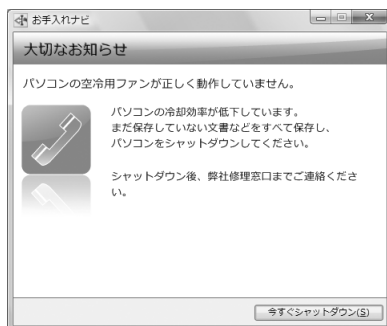 お手入れナビ
大切なお知らせ
パソコンの空冷用ファンが正しく動作していません。
パソコンの冷却効率が低下しています。
まだ保存していない文書などをすべて保存し、
パソコンをシャットダウンしてください。
シャットダウン後、弊社修理窓口までご連絡くださ
い。
今すぐシャットダウン(S)